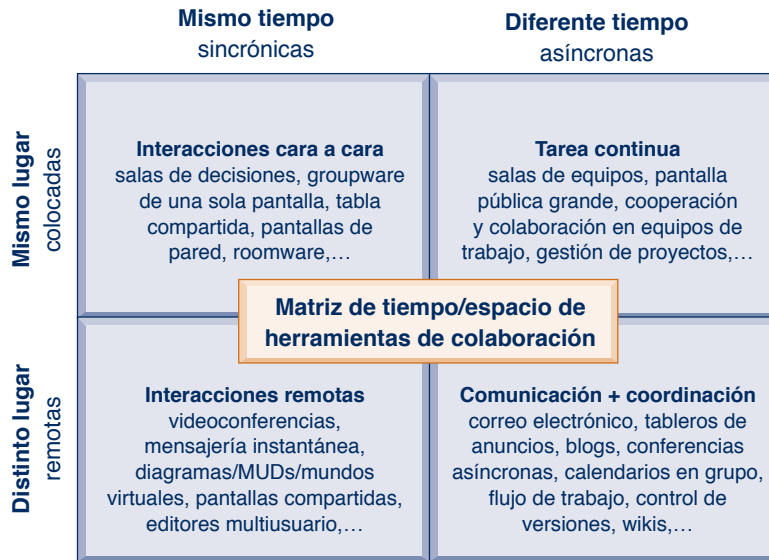 Mismo tiempo
sincrónicas
Diferente tiempo
asíncronas
Mismo lugar
colocadas
Interacciones cara a cara
salas de decisiones, groupware
de una sola pantalla, tabla
compartida, pantallas de
pared, roomware,...
Tarea continua
salas de equipos, pantalla
pública grande, cooperación
y colaboración en equipos de
trabajo, gestión de proyectos,...
Matriz de tiempo/espacio de
herramientas de colaboración
Distinto lugar
remotas
Interacciones remotas
videoconferencias,
mensajería instantánea,
diagramas/MUDs/mundos
virtuales, pantallas compartidas,
editores multiusuario,...
Comunicación + coordinación
correo electrónico, tableros de
anuncios, blogs, conferencias
asíncronas, calendarios en grupo,
flujo de trabajo, control de
versiones, wikis,...